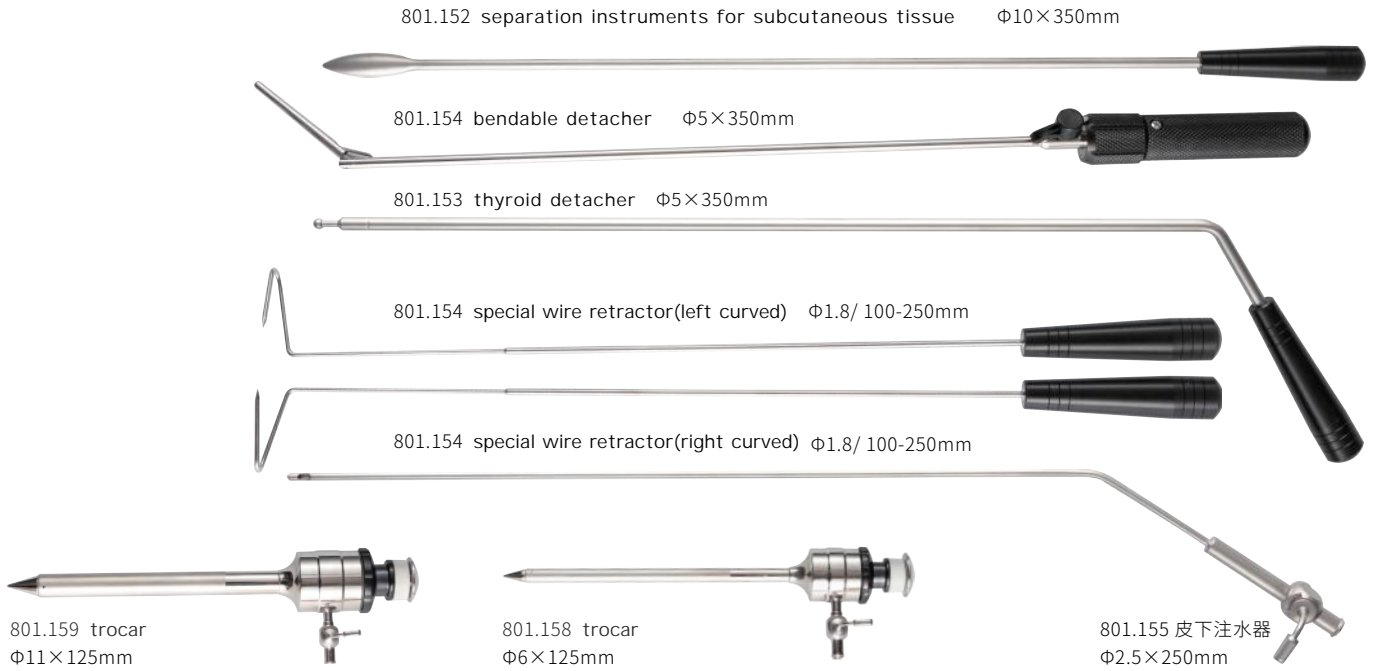 801.152 separation instruments for subcutaneous tissue Φ10×350mm
801.154 bendable detacher Φ5×350mm
801.153 thyroid detacher Φ5×350mm
801.154 special wire retractor(left curved) Φ1.8/ 100-250mm
801.154 special wire retractor(right curved) Φ1.8/ 100-250mm
801.159 trocar
Φ11×125mm
801.158 trocar
Φ6×125mm
801.155 皮下注水器
Φ2.5×250mm